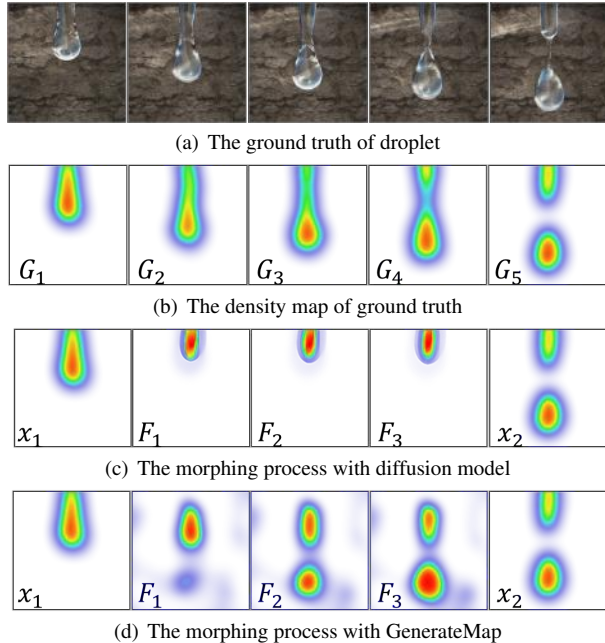 (a) The ground truth of droplet
G₁ G₂ G₃ G₄ G₅
(b) The density map of ground truth
x₁ F₁ F₂ F₃ x₂
(c) The morphing process with diffusion model
x₁ F₁ F₂ F₃ x₂
(d) The morphing process with GenerateMap